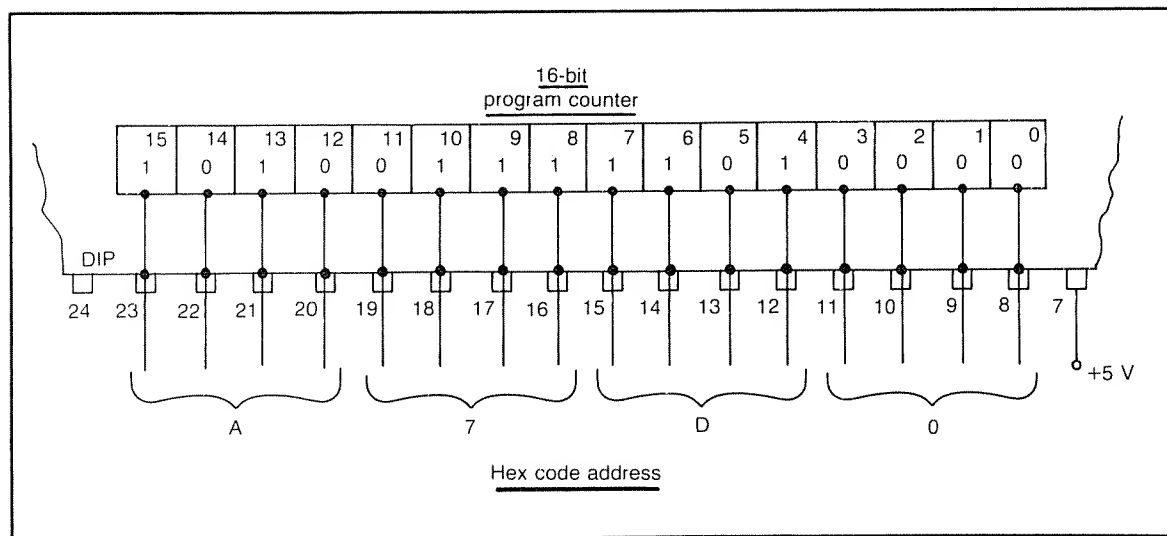 16-bit
program counter
15 14 13 12 11 10 9 8 7 6 5 4 3 2 1 0
1 0 1 0 0 1 1 1 1 1 0 1 0 0 0 0
DIP
24 23 22 21 20 19 18 17 16 15 14 13 12 11 10 9 8 7
+5 V
A 7 D 0
Hex code address